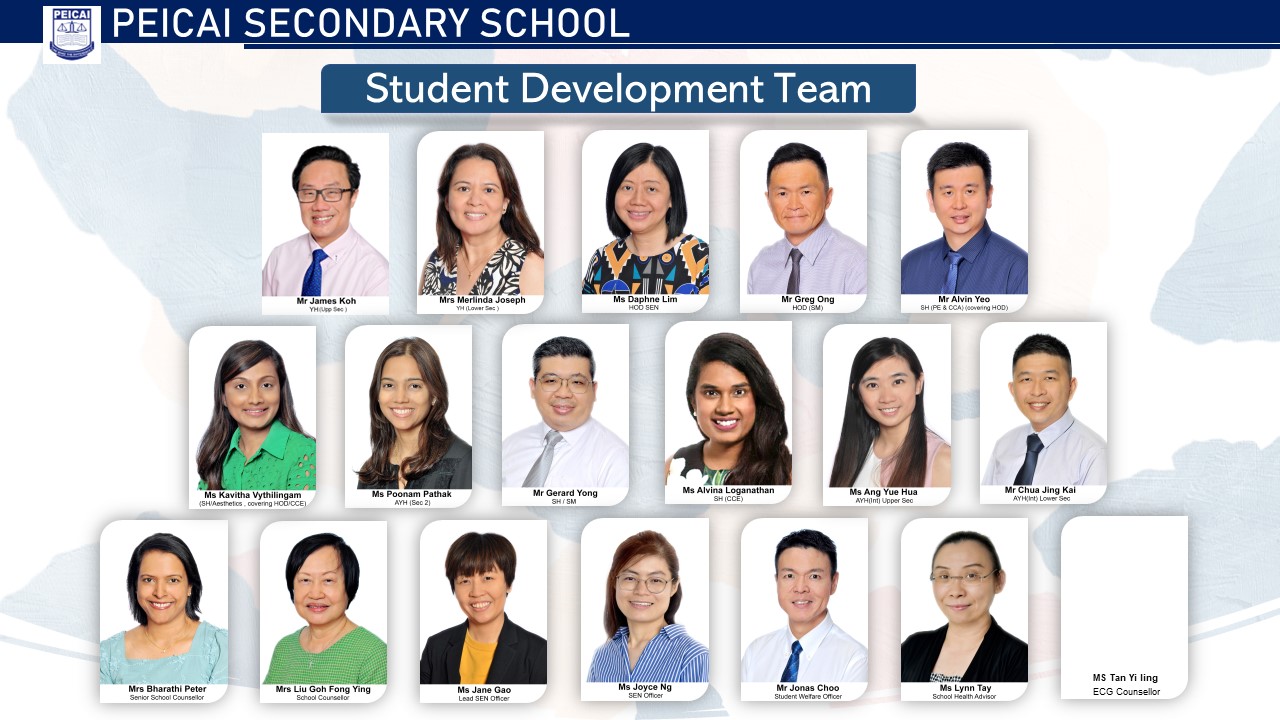 PEICAI
PEICAI SECONDARY SCHOOL
Student Development Team
Mr James Koh
YH (Upp Sec )
Mrs Merlinda Joseph
YH (Lower Sec )
Ms Daphne Lim
HOD SEN
Mr Greg Ong
HOD (SM)
Mr Alvin Yeo
SH (PE & CCA) (covering HOD)
Ms Kavitha Vythilingam
(SH/Aesthetics , covering HOD/CCE)
Ms Poonam Pathak
AYH (Sec 2)
Mr Gerard Yong
SH / SM
Ms Alvina Loganathan
SH (CCE)
Ms Ang Yue Hua
AYH(Int) Upper Sec
Mr Chua Jing Kai
AYH(Int) Lower Sec
Mrs Bharathi Peter
Senior School Counsellor
Mrs Liu Goh Fong Ying
School Counsellor
Ms Jane Gao
Lead SEN Officer
Ms Joyce Ng
SEN Officer
Mr Jonas Choo
Student Welfare Officer
Ms Lynn Tay
School Health Advisor
MS Tan Yi ling
ECG Counsellor